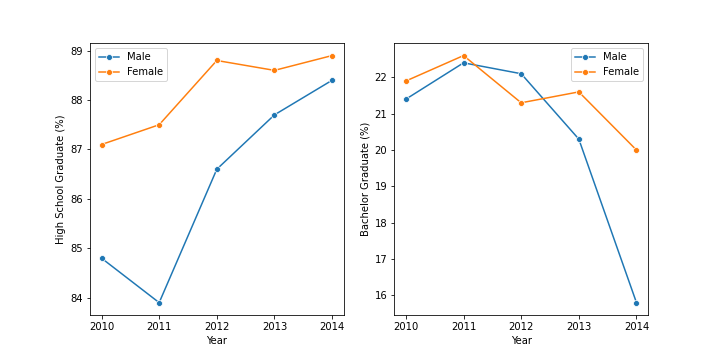 Male
Female
89
88
87
86
85
84
High School Graduate (%)
2010 2011 2012 2013 2014
Year
Male
Female
22
21
20
19
18
17
16
Bachelor Graduate (%)
2010 2011 2012 2013 2014
Year